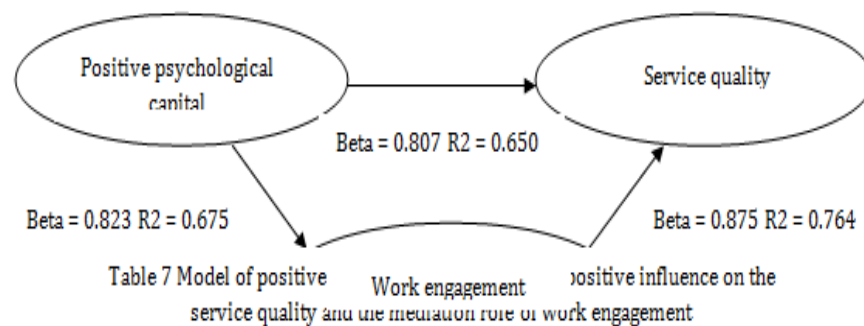 Positive psychological
capital
Service quality
Beta = 0.807 R2 = 0.650
Beta = 0.823 R2 = 0.675
Beta = 0.875 R2 = 0.764
Table 7 Model of positive
Work engagement
positive influence on the
service quality and the mediation role of work engagement